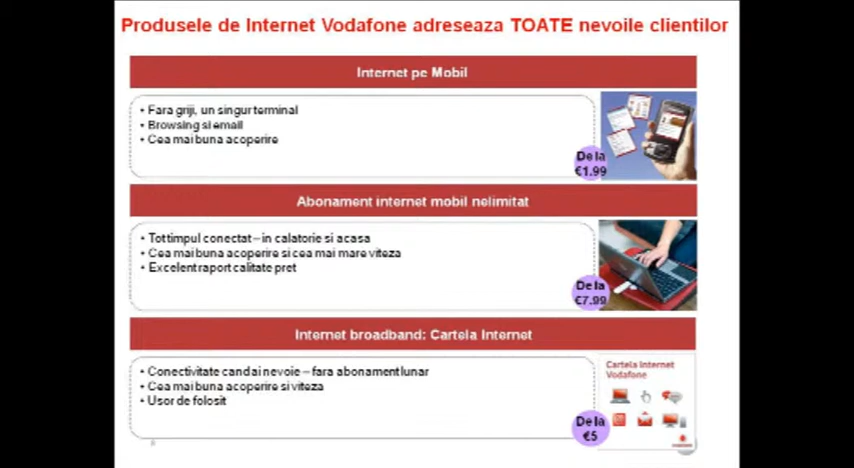 Produsele de Internet Vodafone adreseaza TOATE nevoile clientilor
Internet pe Mobil
• Fara griji, un singur terminal
• Browsing si email
• Cea mai buna acoperire
De la
€1.99
Abonament internet mobil nelimitat
• Tot timpul conectat – in calatorie si acasa
• Cea mai buna acoperire si cea mai mare viteza
• Excelent raport calitate pret
De la
€7.99
Internet broadband: Cartela Internet
• Conectivitate cand ai nevoie – fara abonament lunar
• Cea mai buna acoperire si viteza
• Usor de folosit
De la
€5
Cartela Internet
Vodafone